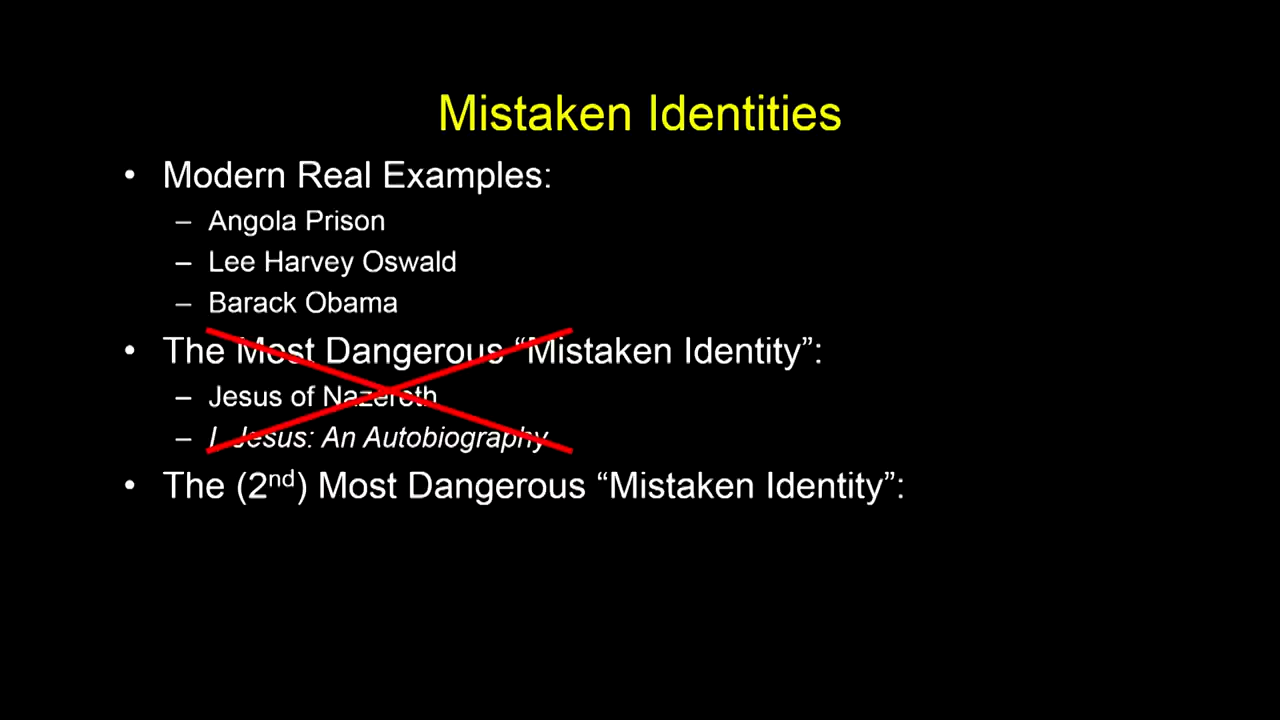 Mistaken Identities
• Modern Real Examples:
– Angola Prison
– Lee Harvey Oswald
– Barack Obama
• The Most Dangerous “Mistaken Identity”:
– Jesus of Nazereth
– I, Jesus: An Autobiography
• The (2nd) Most Dangerous “Mistaken Identity”: